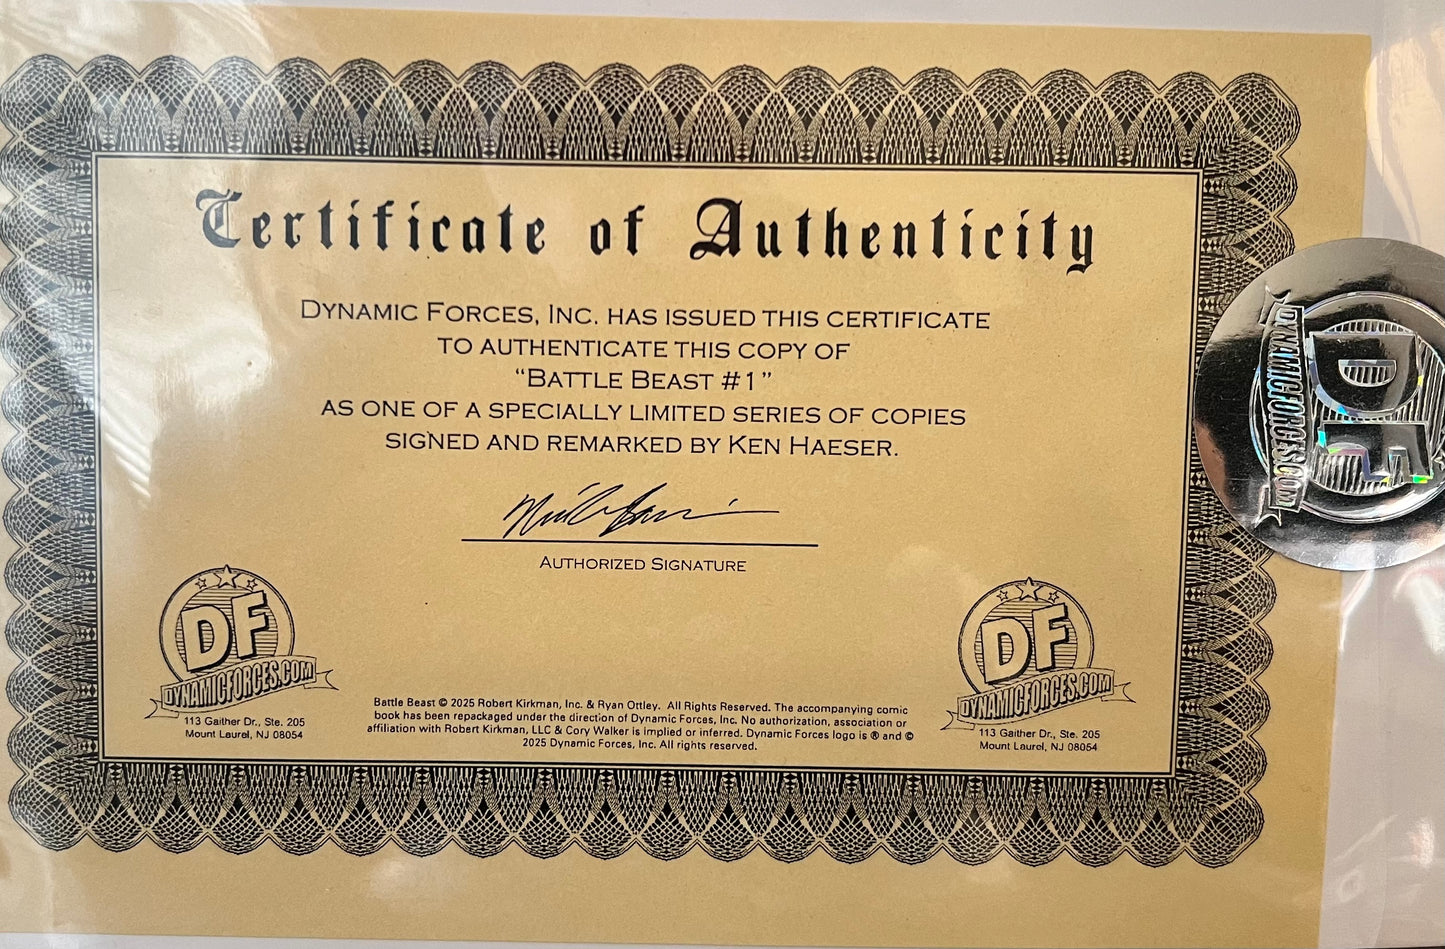 Certificate of Authenticity
DYNAMIC FORCES, INC. HAS ISSUED THIS CERTIFICATE
TO AUTHENTICATE THIS COPY OF
“BATTLE BEAST #1”
AS ONE OF A SPECIALLY LIMITED SERIES OF COPIES
SIGNED AND REMARKED BY KEN HAESER.
AUTHORIZED SIGNATURE
DF
DYNAMICFORCES.COM
113 Gaither Dr., Ste. 205
Mount Laurel, NJ 08054
Battle Beast © 2025 Robert Kirkman, Inc. & Ryan Ottley. All Rights Reserved. The accompanying comic
book has been repackaged under the direction of Dynamic Forces, Inc. No authorization, association or
affiliation with Robert Kirkman, LLC & Cory Walker is implied or inferred. Dynamic Forces logo is ® and ©
2025 Dynamic Forces, Inc. All rights reserved.
DF
DYNAMICFORCES.COM
113 Gaither Dr., Ste. 205
Mount Laurel, NJ 08054
DF
DYNAMICFORCES.COM